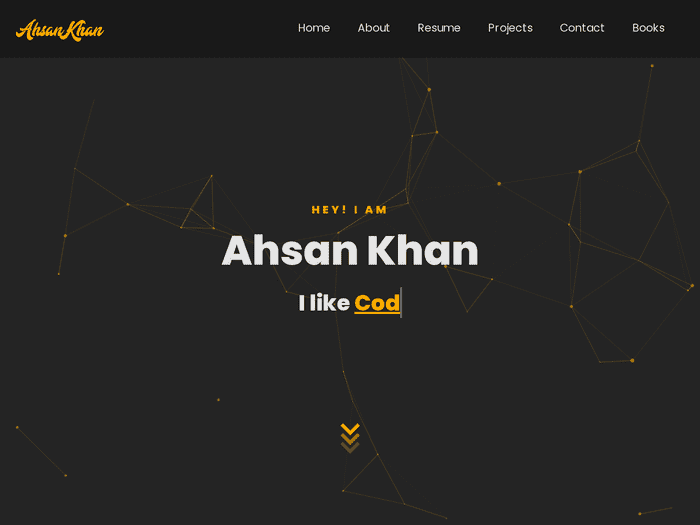 Ahsan Khan
Home About Resume Projects Contact Books
HEY! I AM
Ahsan Khan
I like Cod